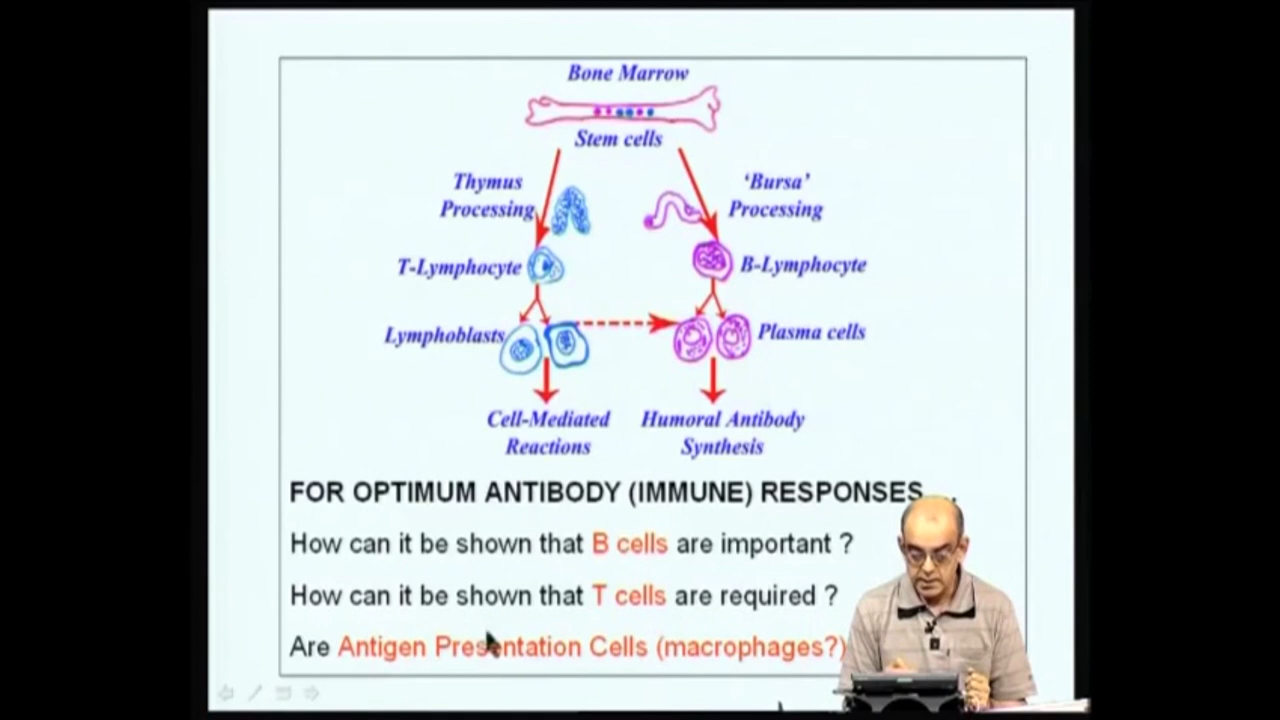 Bone Marrow
Stem cells
Thymus
Processing
'Bursa'
Processing
T-Lymphocyte
B-Lymphocyte
Lymphoblasts
Plasma cells
Cell-Mediated
Reactions
Humoral Antibody
Synthesis
FOR OPTIMUM ANTIBODY (IMMUNE) RESPONSES
How can it be shown that B cells are important ?
How can it be shown that T cells are required ?
Are Antigen Presentation Cells (macrophages?)